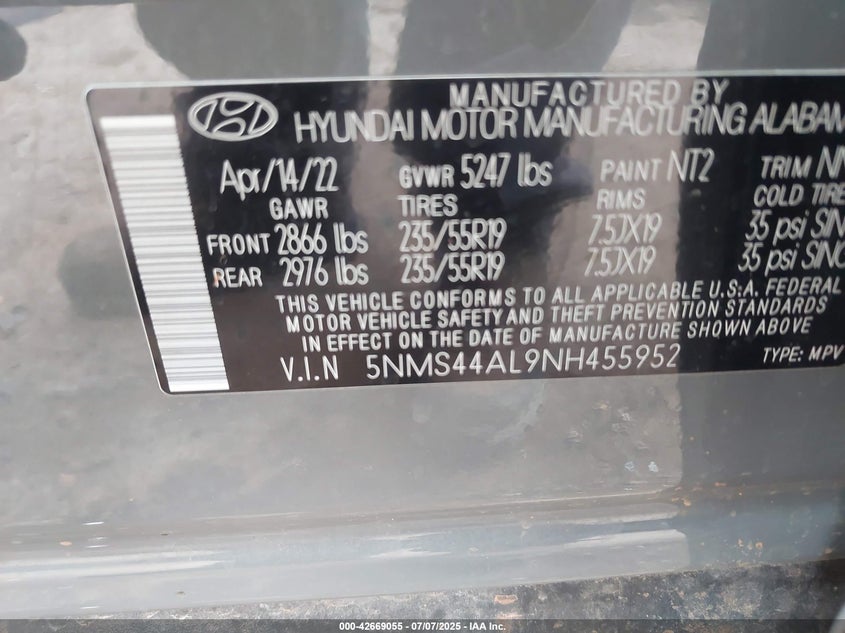 MANUFACTURED BY
HYUNDAI MOTOR MANUFACTURING ALABAM
Apr/14/22 GVWR 5247 lbs PAINT NT2 TRIM
GAWR TIRES RIMS COLD TIRE
FRONT 2866 lbs 235/55R19 7.5JX19 35 psi SIN
REAR 2976 lbs 235/55R19 7.5JX19 35 psi SING
THIS VEHICLE CONFORMS TO ALL APPLICABLE U.S.A. FEDERAL
MOTOR VEHICLE SAFETY AND THEFT PREVENTION STANDARDS
IN EFFECT ON THE DATE OF MANUFACTURE SHOWN ABOVE
V.I.N 5NMS44AL9NH455952 TYPE: MPV
000-42669055 - 07/07/2025 - IAA Inc.